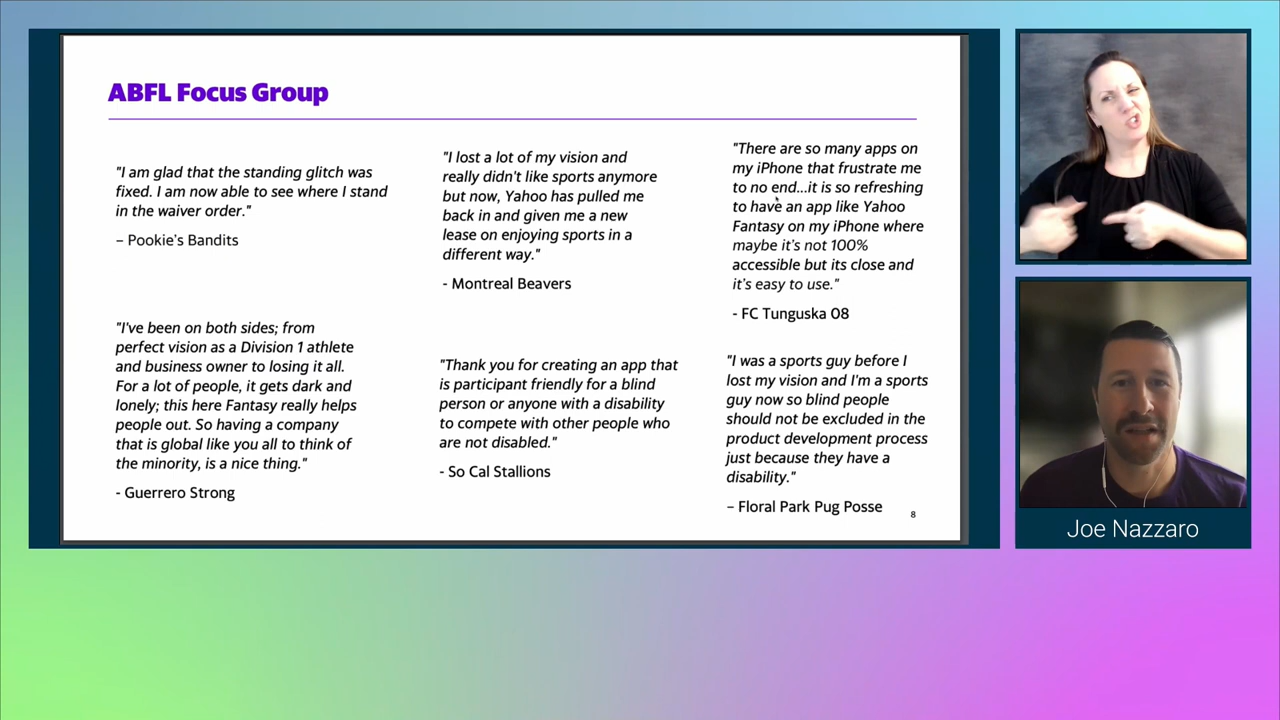 ABFL Focus Group
"I am glad that the standing glitch was
fixed. I am now able to see where I stand
in the waiver order."
– Pookie's Bandits
"I lost a lot of my vision and
really didn't like sports anymore
but now, Yahoo has pulled me
back in and given me a new
lease on enjoying sports in a
different way."
- Montreal Beavers
"There are so many apps on
my iPhone that frustrate me
to no end...it is so refreshing
to have an app like Yahoo
Fantasy on my iPhone where
maybe it's not 100%
accessible but its close and
it's easy to use."
- FC Tunguska 08
"I've been on both sides; from
perfect vision as a Division 1 athlete
and business owner to losing it all.
For a lot of people, it gets dark and
lonely; this here Fantasy really helps
people out. So having a company
that is global like you all to think of
the minority, is a nice thing."
- Guerrero Strong
"Thank you for creating an app that
is participant friendly for a blind
person or anyone with a disability
to compete with other people who
are not disabled."
- So Cal Stallions
"I was a sports guy before I
lost my vision and I'm a sports
guy now so blind people
should not be excluded in the
product development process
just because they have a
disability."
– Floral Park Pug Posse
8
Joe Nazzaro